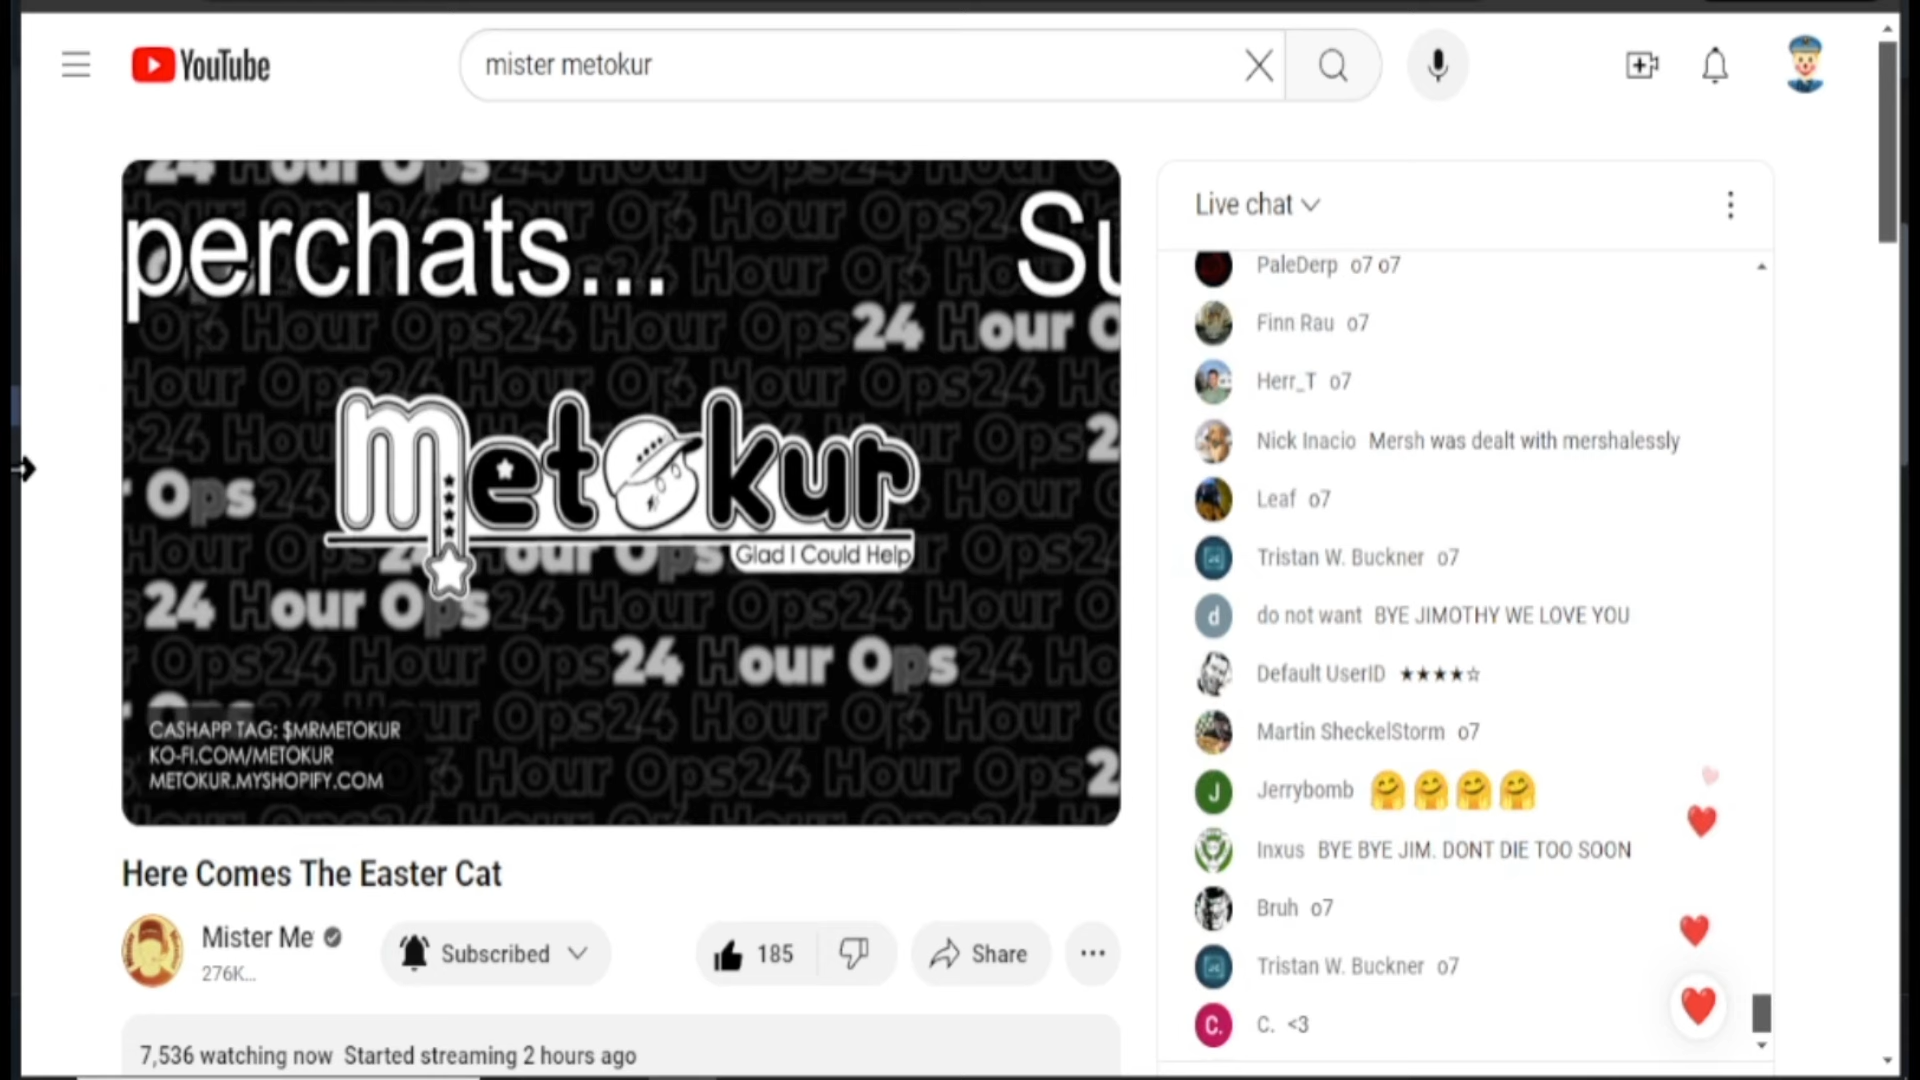 YouTube
mister metokur
24 Hour Ops
perchats...
Su
24 Hour O
Metokur
Ops
Glad I Could Help
24 Hour Ops
24 Hour Ops
CASHAPP TAG: $MRMETOKUR
KO-FI.COM/METOKUR
METOKUR.MYSHOPIFY.COM
Here Comes The Easter Cat
Mister Me
276K...
Subscribed
185
Share
7,536 watching now Started streaming 2 hours ago
Live chat
PaleDerp o7 o7
Finn Rau o7
Herr_T o7
Nick Inacio Mersh was dealt with mershalessly
Leaf o7
Tristan W. Buckner o7
d
do not want BYE JIMOTHY WE LOVE YOU
Default UserID ★★★★☆
Martin SheckelStorm o7
J
Jerrybomb 🤗🤗🤗🤗
Inxus BYE BYE JIM. DONT DIE TOO SOON
Bruh o7
Tristan W. Buckner o7
C.
C. <3